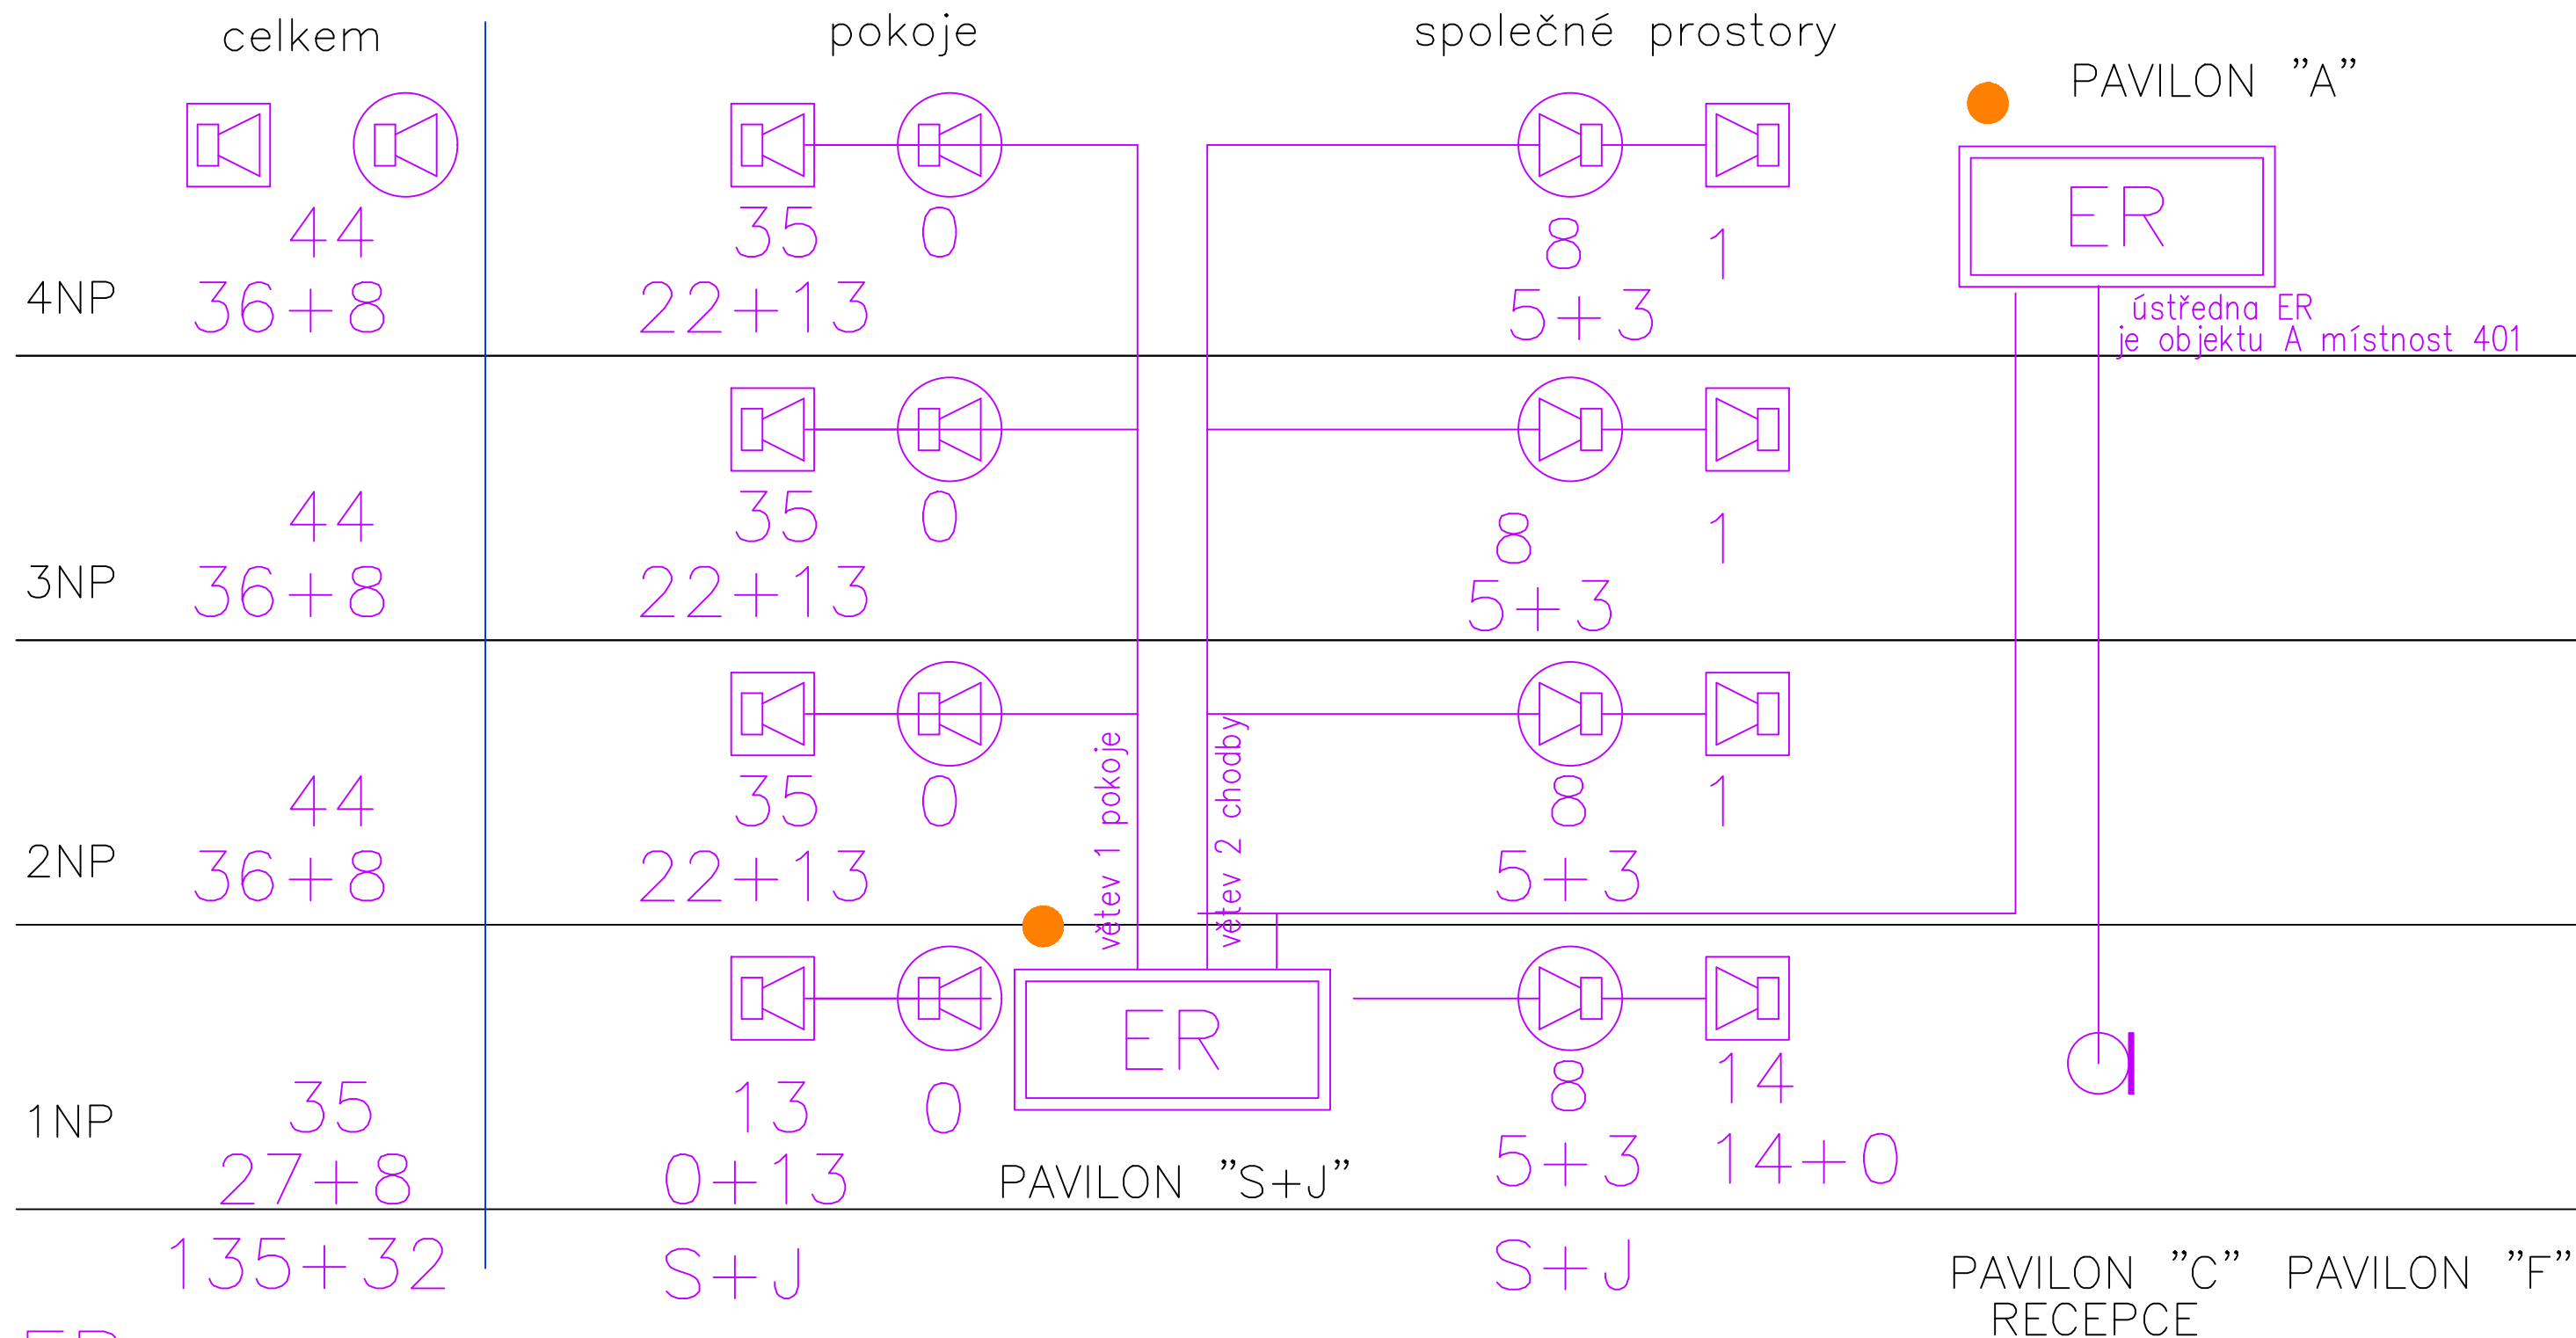 celkem pokoje společné prostory
PAVILON "A"
ER
44 35 0 8 1
4NP 36+8 22+13 5+3
ústředna ER
je objektu A místnost 401
44 35 0 8 1
3NP 36+8 22+13 5+3
44 35 0 8 1
2NP 36+8 22+13 5+3
větev 1 pokoje
větev 2 chodby
ER
1NP 35 13 0 8 14
27+8 0+13 PAVILON "S+J" 5+3 14+0
135+32 S+J S+J PAVILON "C" PAVILON "F"
RECEPCE